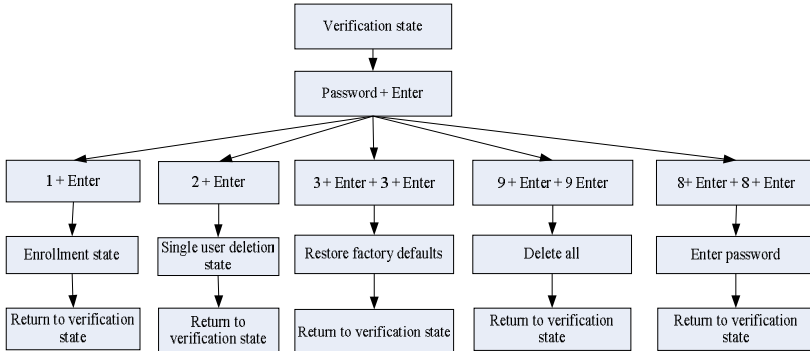 Verification state
Password + Enter
1 + Enter
2 + Enter
3 + Enter + 3 + Enter
9 + Enter + 9 Enter
8+ Enter + 8 + Enter
Enrollment state
Single user deletion
state
Restore factory defaults
Delete all
Enter password
Return to verification
state
Return to
verification state
Return to verification state
Return to verification
state
Return to verification
state